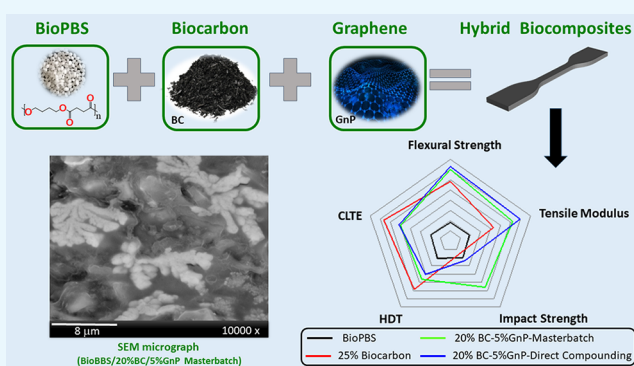 BioPBS Biocarbon Graphene Hybrid Biocomposites
BC
GnP
O
O
O
O
n
Flexural Strength
CLTE
Tensile Modulus
HDT
Impact Strength
8 µm 10000 x
SEM micrograph
(BioBBS/20%BC/5%GnP Masterbatch)
BioPBS 20% BC-5%GnP-Masterbatch
25% Biocarbon 20% BC-5%GnP-Direct Compounding